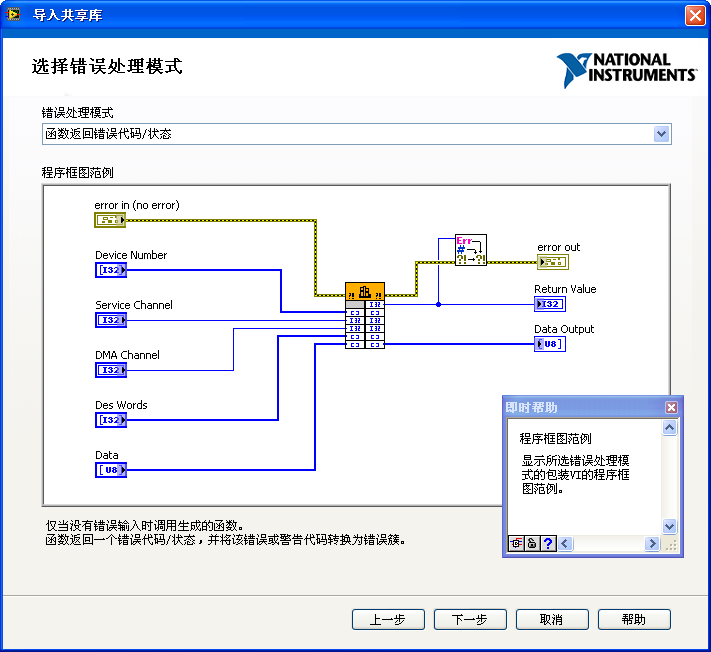 导入共享库
选择错误处理模式
NATIONAL
INSTRUMENTS
错误处理模式
函数返回错误代码/状态
程序框图范例
error in (no error)
Device Number
[I32]
Service Channel
I32
DMA Channel
I32
Des Words
[I32]
Data
[U8]
?! ?!
I32
I32 I32
I32 I32
Err
#
?!→?!
error out
Return Value
I32
Data Output
U8]
即时帮助
程序框图范例
显示所选错误处理模
式的包装VI的程序框
图范例。
?
仅当没有错误输入时调用生成的函数。
函数返回一个错误代码/状态，并将该错误或警告代码转换为错误簇。
上一步
下一步
取消
帮助